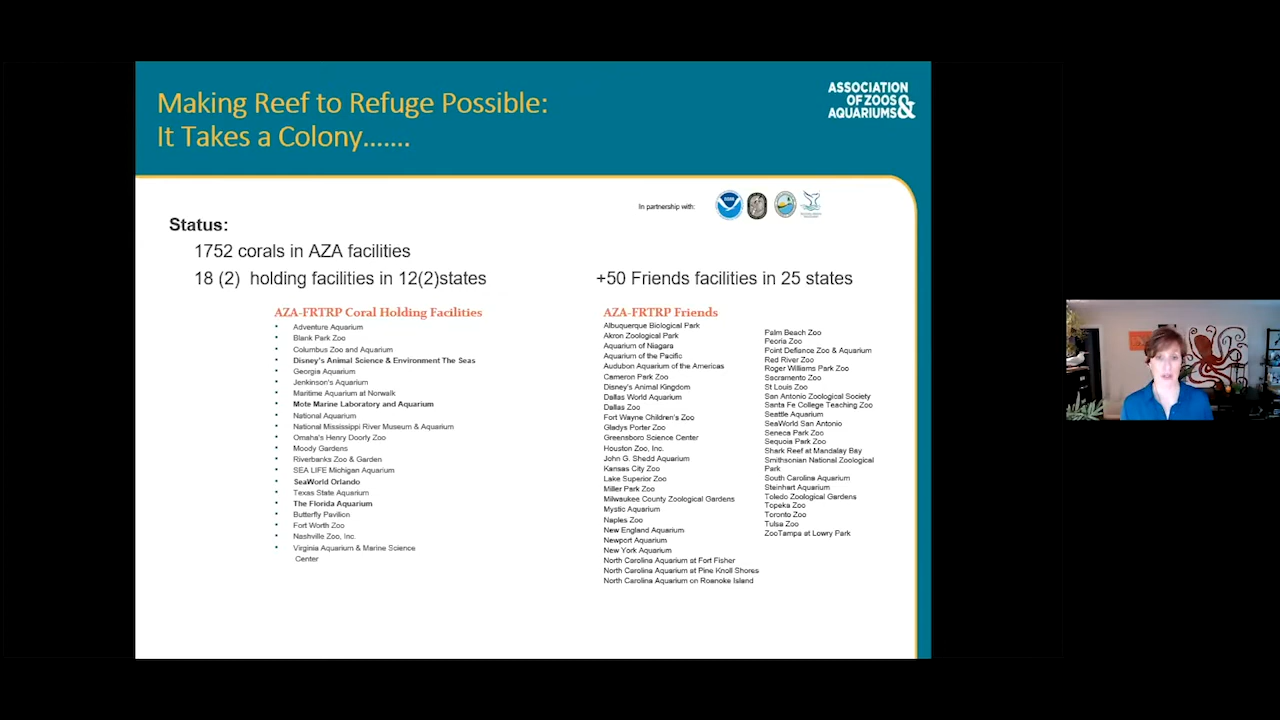 Making Reef to Refuge Possible:
It Takes a Colony.......
ASSOCIATION
OF ZOOS
&
AQUARIUMS
In partnership with:
Status:
1752 corals in AZA facilities
18 (2) holding facilities in 12(2)states
+50 Friends facilities in 25 states
AZA-FRTRP Coral Holding Facilities
• Adventure Aquarium
• Blank Park Zoo
• Columbus Zoo and Aquarium
• Disney's Animal Science & Environment The Seas
• Georgia Aquarium
• Jenkinson's Aquarium
• Maritime Aquarium at Norwalk
• Mote Marine Laboratory and Aquarium
• National Aquarium
• National Mississippi River Museum & Aquarium
• Omaha's Henry Doorly Zoo
• Moody Gardens
• Riverbanks Zoo & Garden
• SEA LIFE Michigan Aquarium
• SeaWorld Orlando
• Texas State Aquarium
• The Florida Aquarium
• Butterfly Pavilion
• Fort Worth Zoo
• Nashville Zoo, Inc.
• Virginia Aquarium & Marine Science
Center
AZA-FRTRP Friends
Albuquerque Biological Park
Akron Zoological Park
Aquarium of Niagara
Aquarium of the Pacific
Audubon Aquarium of the Americas
Cameron Park Zoo
Disney's Animal Kingdom
Dallas World Aquarium
Dallas Zoo
Fort Wayne Children's Zoo
Gladys Porter Zoo
Greensboro Science Center
Houston Zoo, Inc.
John G. Shedd Aquarium
Kansas City Zoo
Lake Superior Zoo
Miller Park Zoo
Milwaukee County Zoological Gardens
Mystic Aquarium
Naples Zoo
New England Aquarium
Newport Aquarium
New York Aquarium
North Carolina Aquarium at Fort Fisher
North Carolina Aquarium at Pine Knoll Shores
North Carolina Aquarium on Roanoke Island
Palm Beach Zoo
Peoria Zoo
Point Defiance Zoo & Aquarium
Red River Zoo
Roger Williams Park Zoo
Sacramento Zoo
St Louis Zoo
San Antonio Zoological Society
Santa Fe College Teaching Zoo
Seattle Aquarium
SeaWorld San Antonio
Seneca Park Zoo
Sequoia Park Zoo
Shark Reef at Mandalay Bay
Smithsonian National Zoological
Park
South Carolina Aquarium
Steinhart Aquarium
Toledo Zoological Gardens
Topeka Zoo
Toronto Zoo
Tulsa Zoo
ZooTampa at Lowry Park